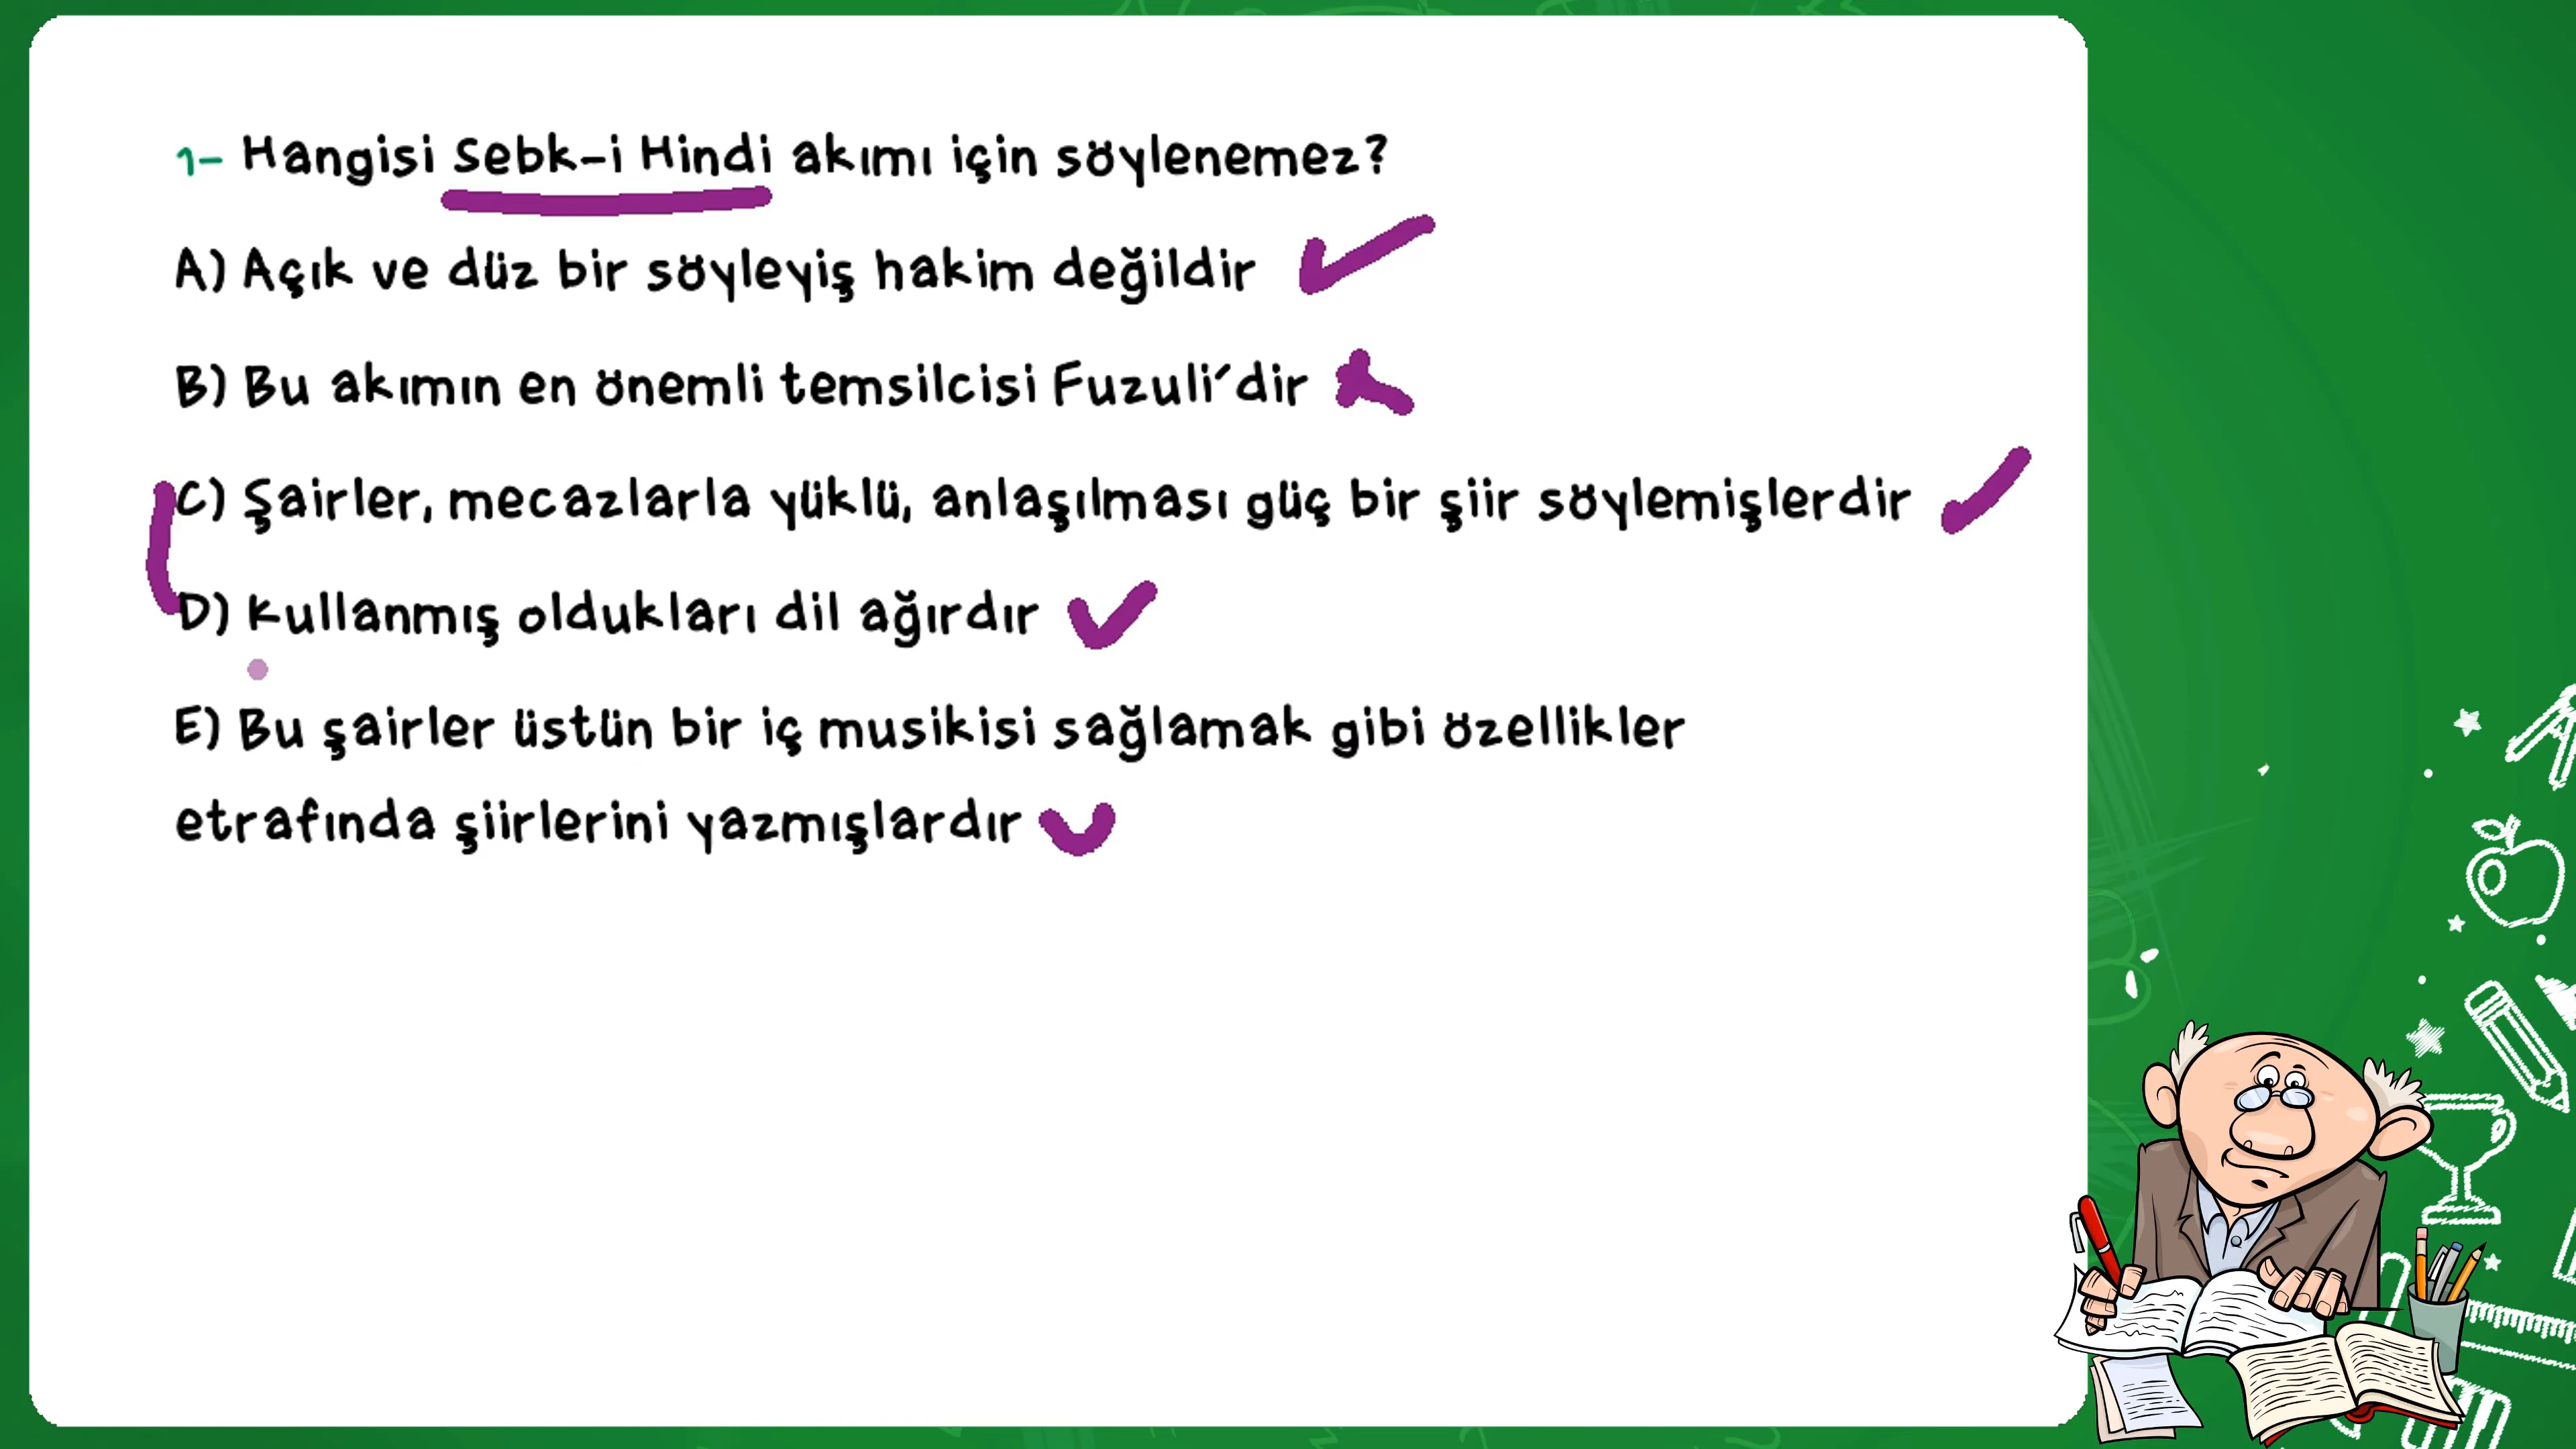 1- Hangisi Sebk-i Hindi akımı için söylenemez?
A) Açık ve düz bir söyleyiş hakim değildir
B) Bu akımın en önemli temsilcisi Fuzuli'dir
C) Şairler, mecazlarla yüklü, anlaşılması güç bir şiir söylemişlerdir
D) Kullanmış oldukları dil ağırdır
E) Bu şairler üstün bir iç musikisi sağlamak gibi özellikler
etrafında şiirlerini yazmışlardır